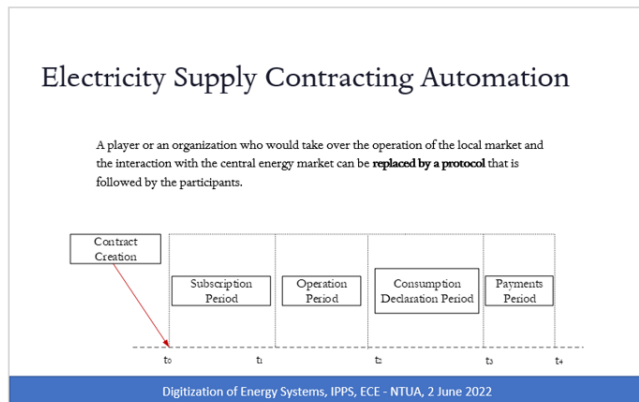 Electricity Supply Contracting Automation
A player or an organization who would take over the operation of the local market and
the interaction with the central energy market can be replaced by a protocol that is
followed by the participants.
Contract
Creation
Subscription
Period
Operation
Period
Consumption
Declaration Period
Payments
Period
t₀
t₁
t₂
t₃
t₄
Digitization of Energy Systems, IPPS, ECE - NTUA, 2 June 2022